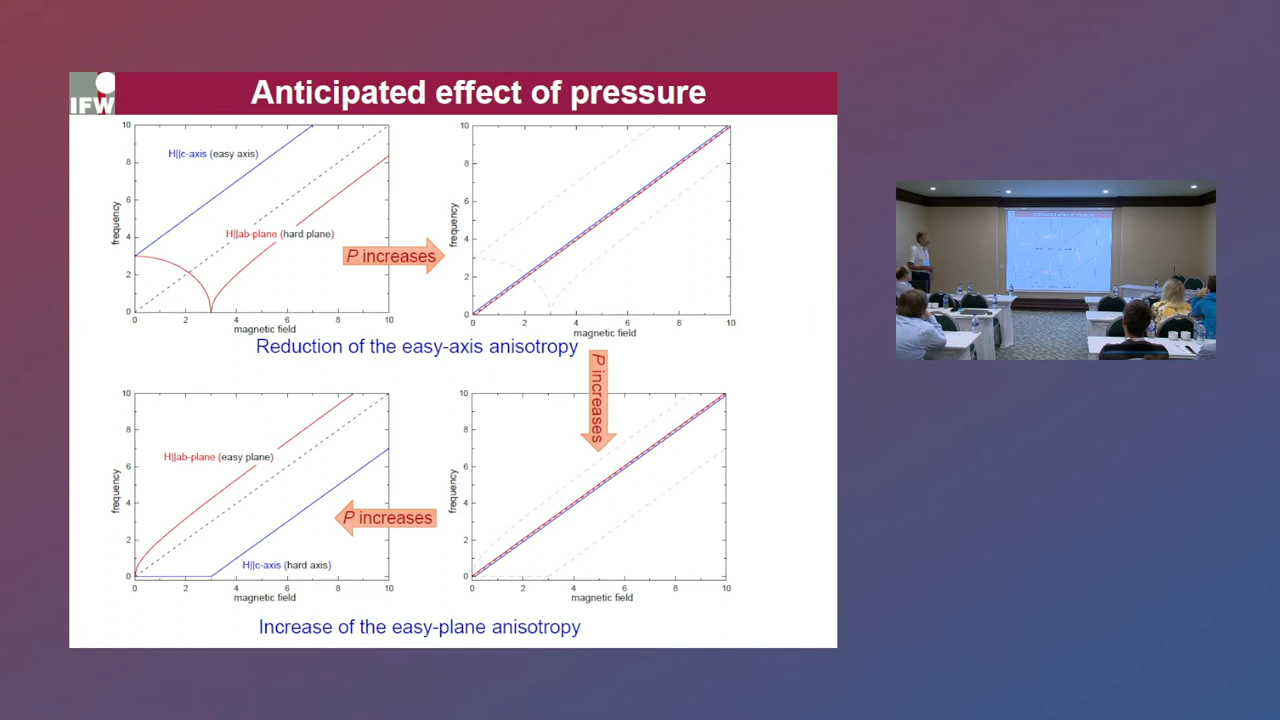 IFW
Anticipated effect of pressure
10
8
6
4
2
0
frequency
H||c-axis (easy axis)
H||ab-plane (hard plane)
0 2 4 6 8 10
magnetic field
P increases
10
8
6
4
2
0
frequency
0 2 4 6 8 10
magnetic field
Reduction of the easy-axis anisotropy
P increases
10
8
6
4
2
0
frequency
H||ab-plane (easy plane)
H||c-axis (hard axis)
0 2 4 6 8 10
magnetic field
P increases
10
8
6
4
2
0
frequency
0 2 4 6 8 10
magnetic field
Increase of the easy-plane anisotropy